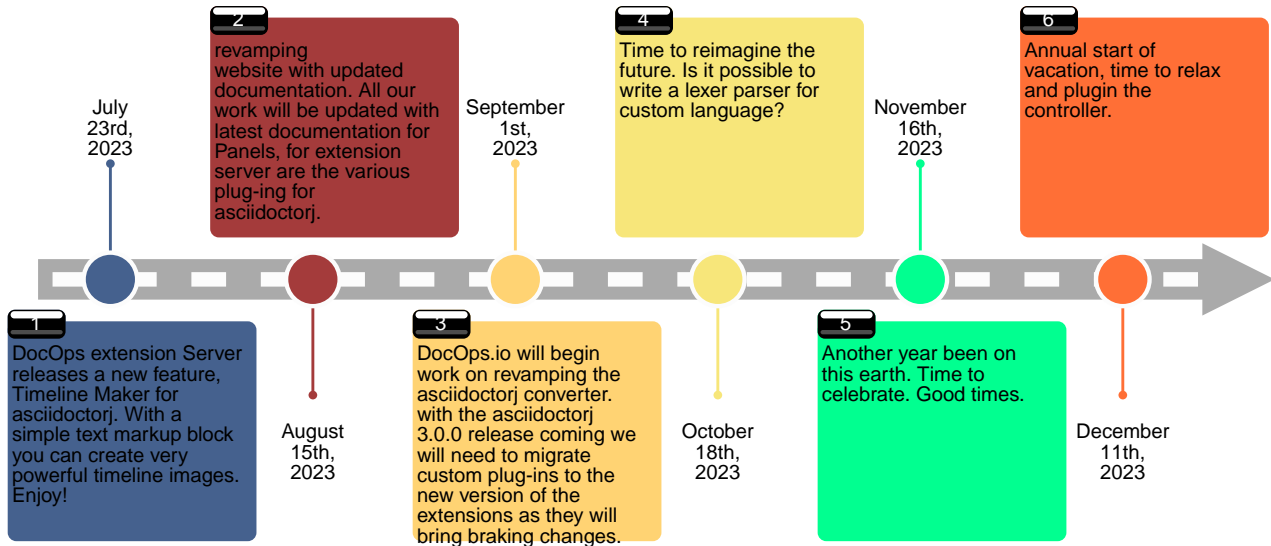 2
revamping
website with updated
documentation. All our
work will be updated with
latest documentation for
Panels, for extension
server are the various
plug-ing for
asciidoctorj.
4
Time to reimagine the
future. Is it possible to
write a lexer parser for
custom language?
6
Annual start of
vacation, time to relax
and plugin the
controller.
July
23rd,
2023
September
1st,
2023
November
16th,
2023
1
DocOps extension Server
releases a new feature,
Timeline Maker for
asciidoctorj. With a
simple text markup block
you can create very
powerful timeline images.
Enjoy!
August
15th,
2023
3
DocOps.io will begin
work on revamping the
asciidoctorj converter.
with the asciidoctorj
3.0.0 release coming we
will need to migrate
custom plug-ins to the
new version of the
extensions as they will
bring braking changes.
October
18th,
2023
5
Another year been on
this earth. Time to
celebrate. Good times.
December
11th,
2023